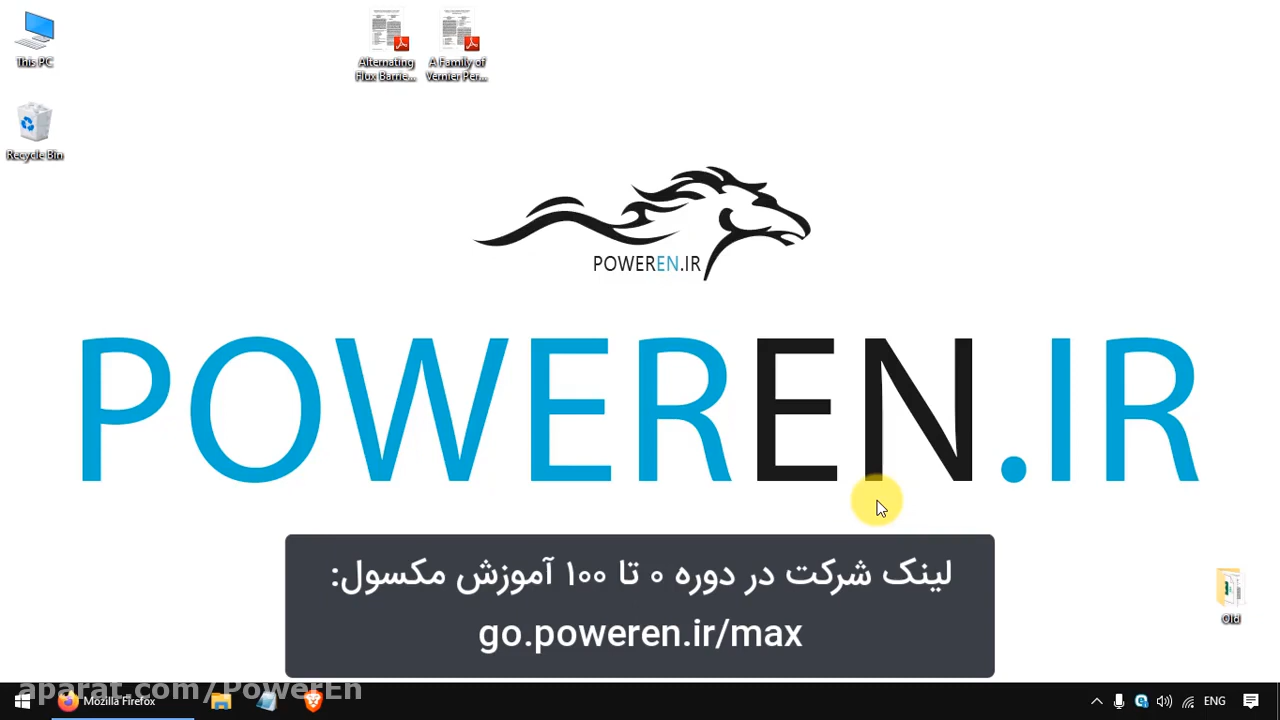 This PC
Alternating
Flux Barrie...
A Family of
Vernier Per...
Recycle Bin
POWEREN.IR
POWEREN.IR
لینک شرکت در دوره ۰ تا ۱۰۰ آموزش مکسول:
go.poweren.ir/max
Old
aparat.com/PowerEn
Mozilla Firefox
ENG